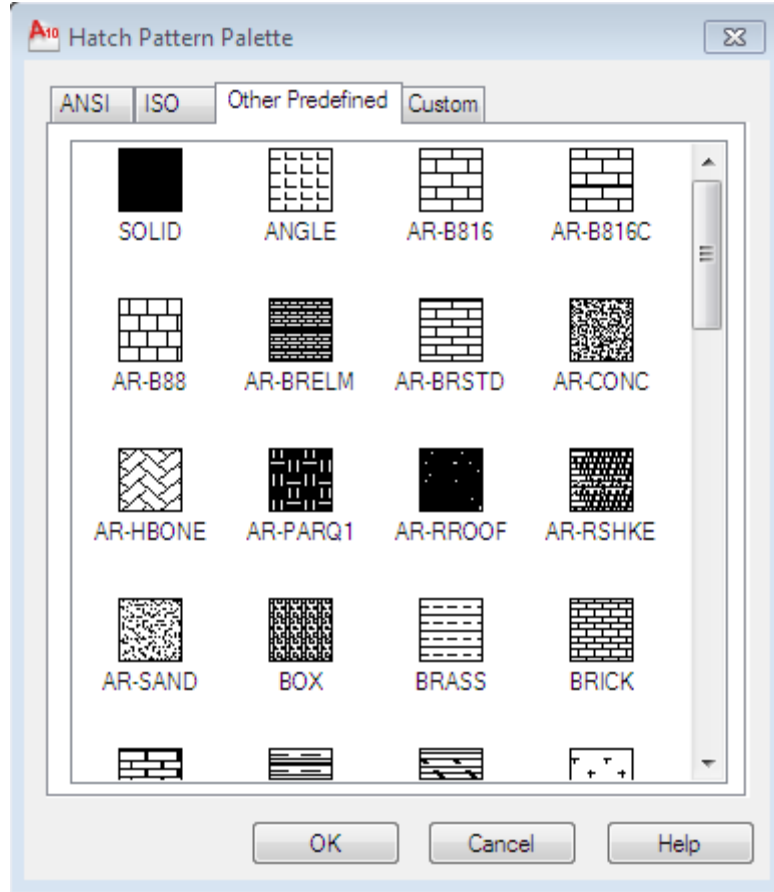 A10 Hatch Pattern Palette
ANSI ISO Other Predefined Custom
SOLID ANGLE AR-B816 AR-B816C
AR-B88 AR-BRELM AR-BRSTD AR-CONC
AR-HBONE AR-PARQ1 AR-RROOF AR-RSHKE
AR-SAND BOX BRASS BRICK
OK Cancel Help